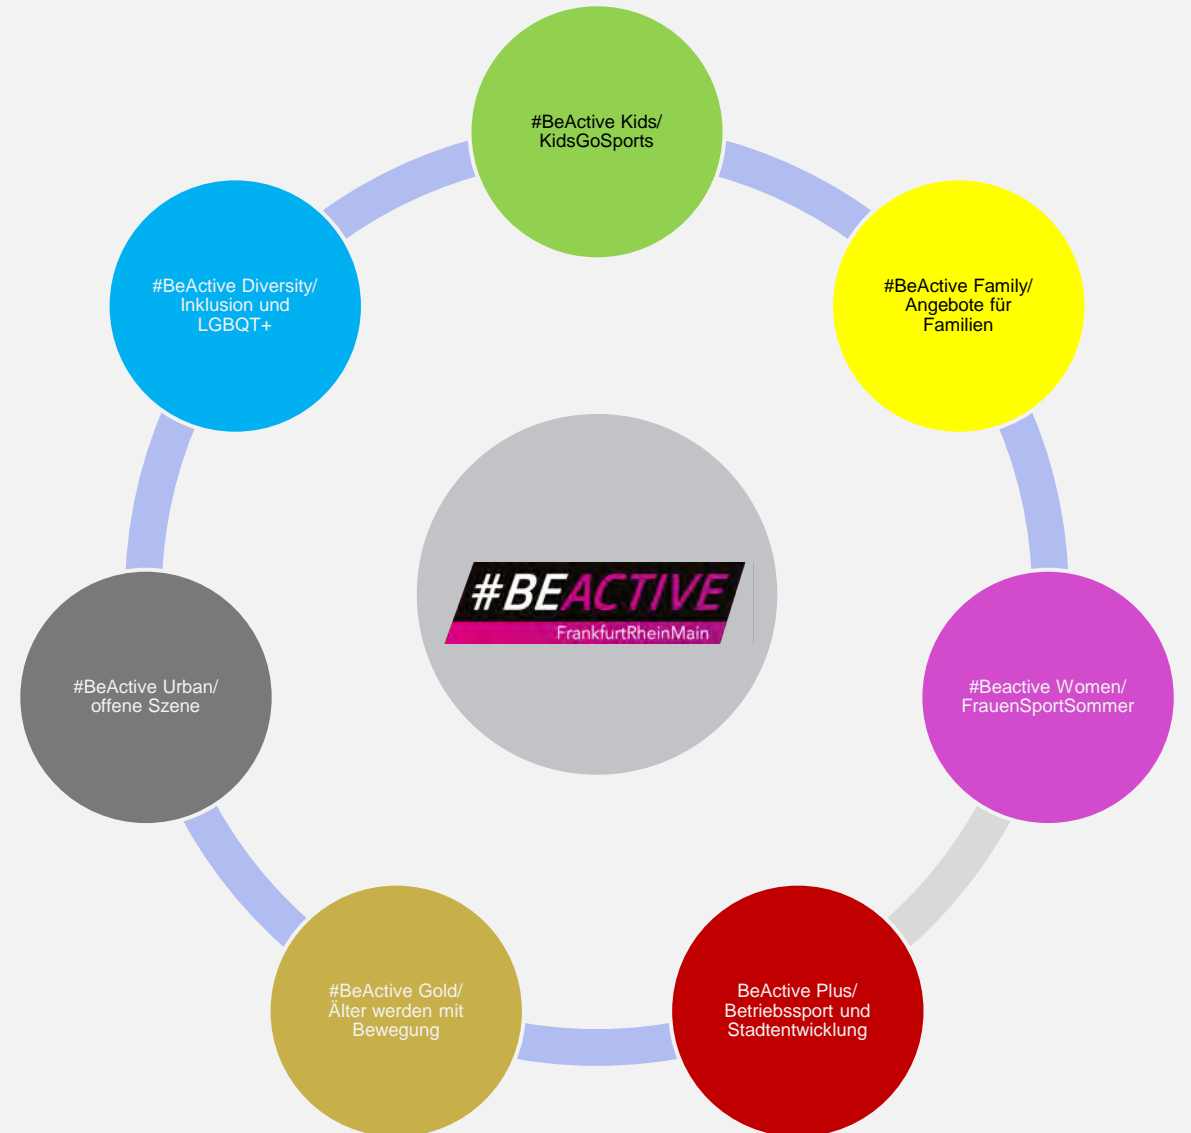 #BeActive Kids/
KidsGoSports
#BeActive Family/
Angebote für
Familien
#Beactive Women/
FrauenSportSommer
BeActive Plus/
Betriebssport und
Stadtentwicklung
#BeActive Gold/
Älter werden mit
Bewegung
#BeActive Urban/
offene Szene
#BeActive Diversity/
Inklusion und
LGBQT+
#BEACTIVE
FrankfurtRheinMain